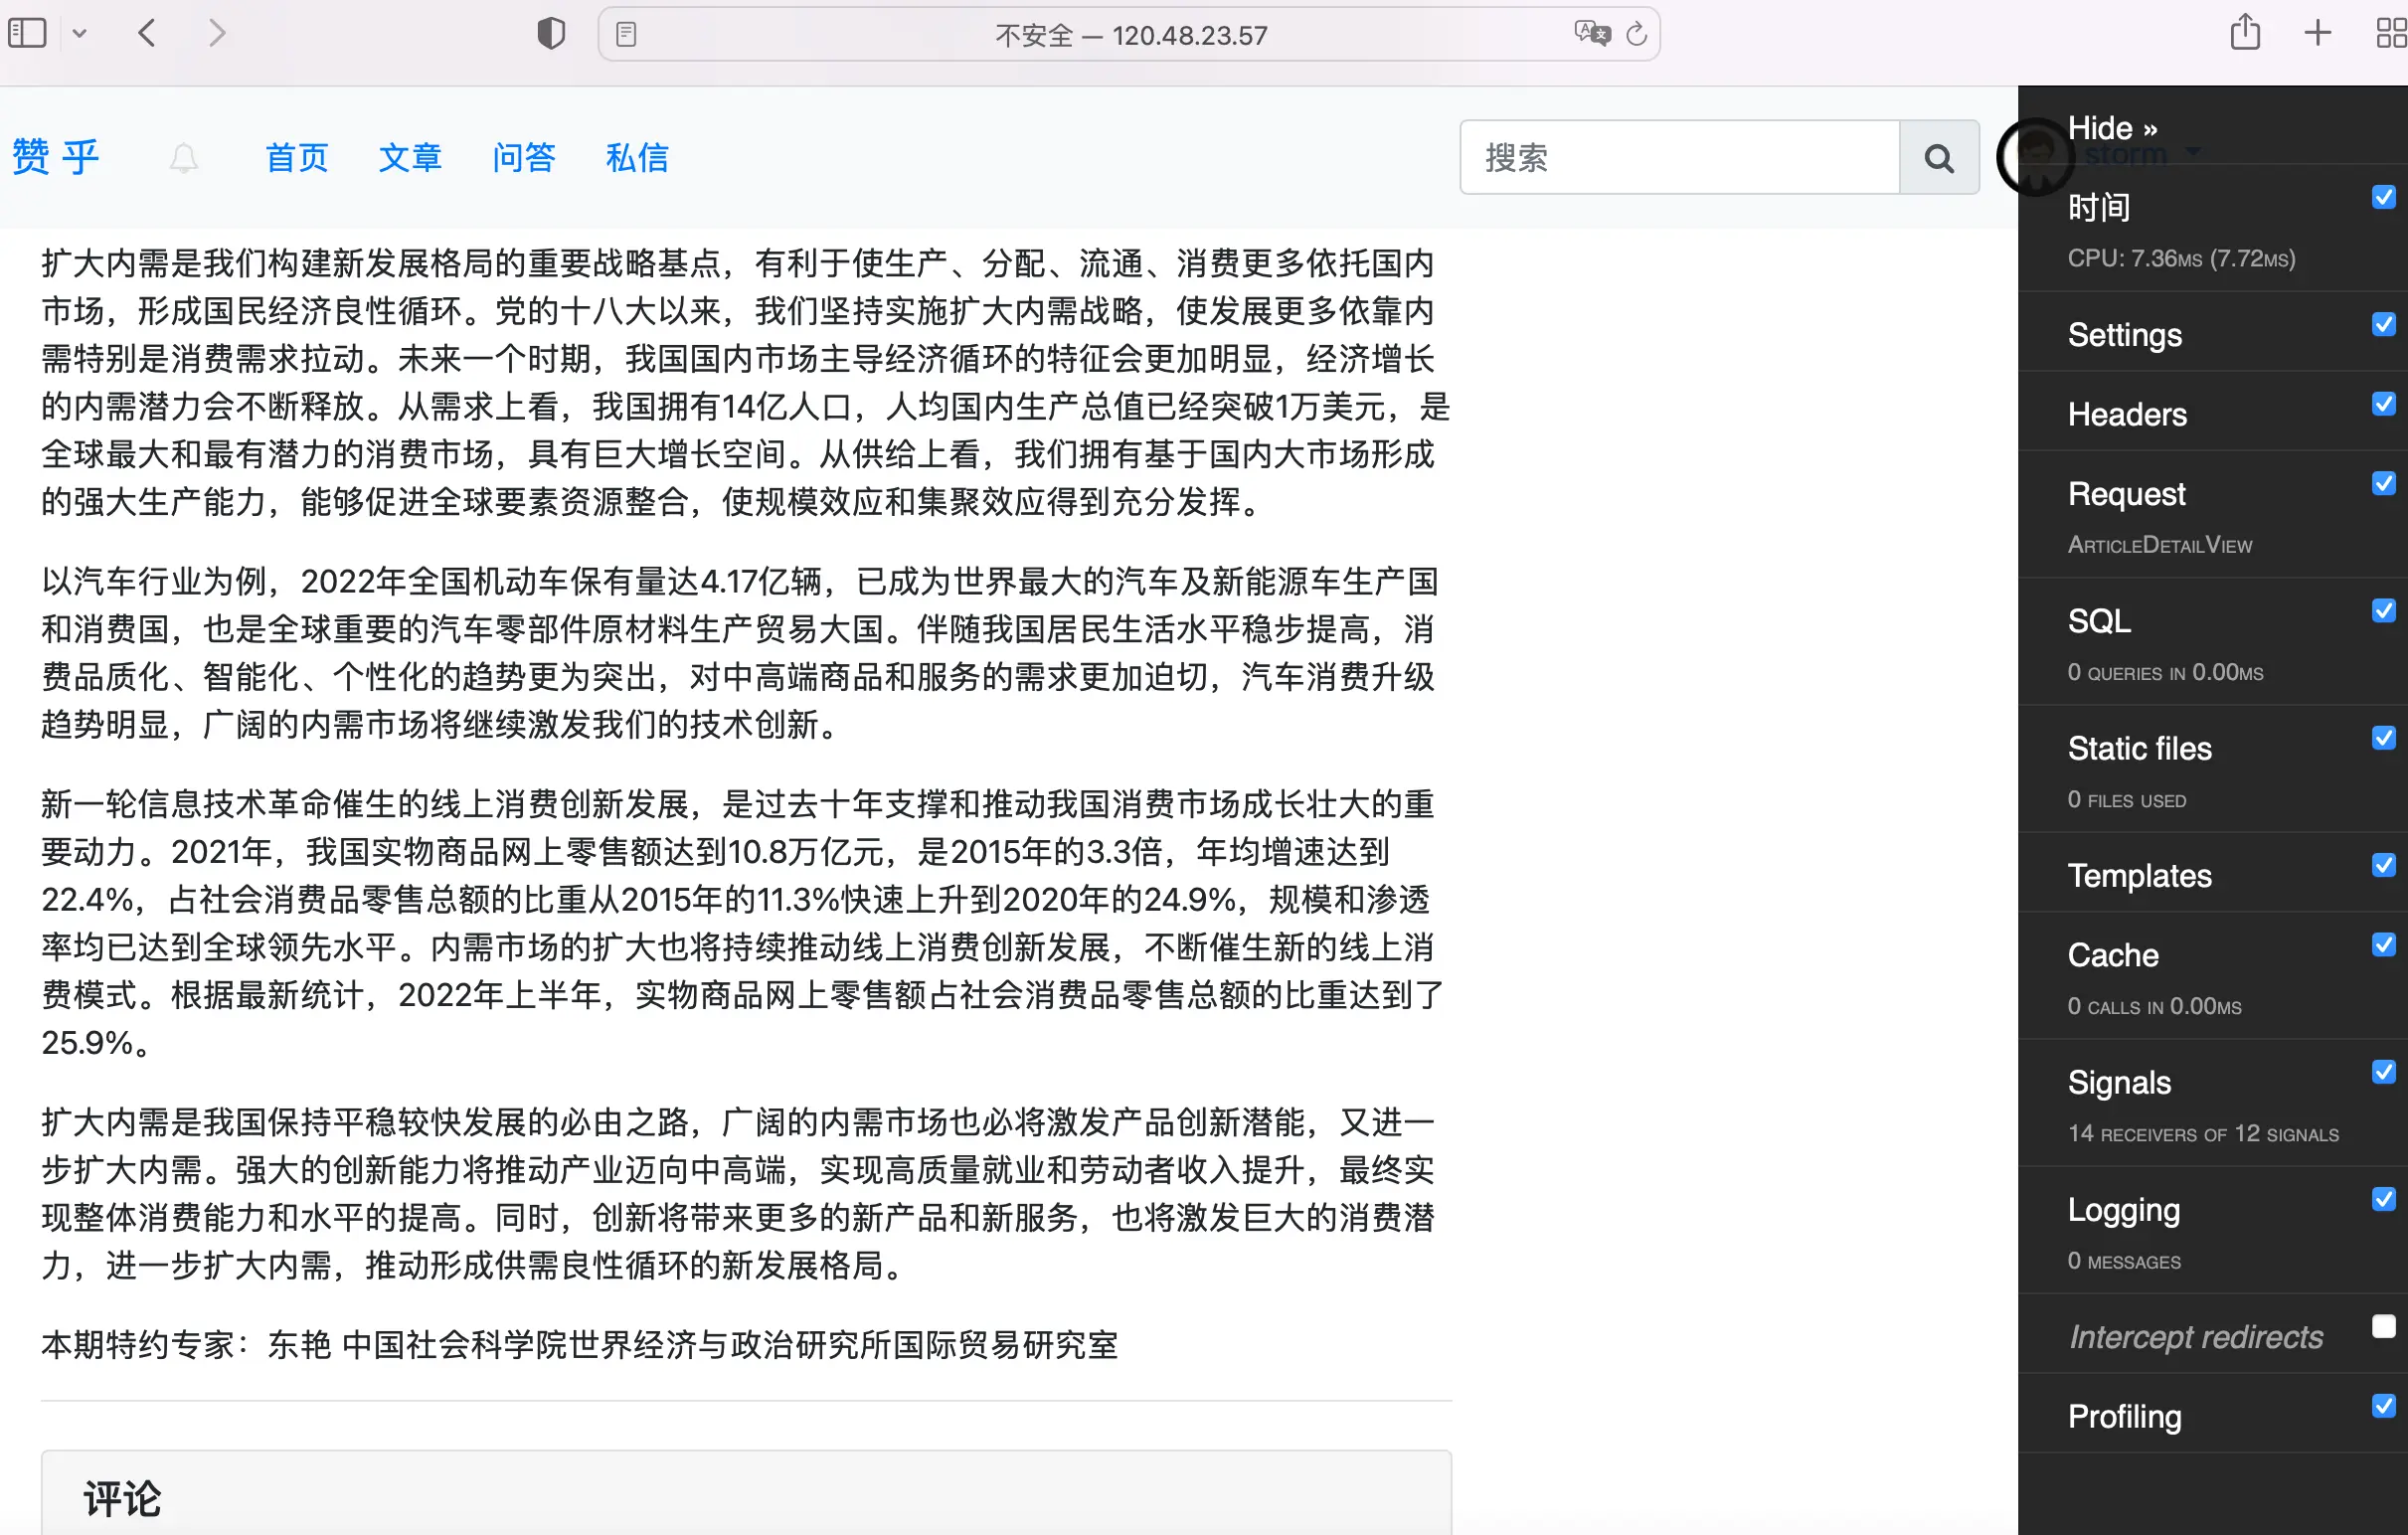 不安全 — 120.48.23.57
赞 乎 首页 文章 问答 私信 搜索
storm
扩大内需是我们构建新发展格局的重要战略基点，有利于使生产、分配、流通、消费更多依托国内
市场，形成国民经济良性循环。党的十八大以来，我们坚持实施扩大内需战略，使发展更多依靠内
需特别是消费需求拉动。未来一个时期，我国国内市场主导经济循环的特征会更加明显，经济增长
的内需潜力会不断释放。从需求上看，我国拥有14亿人口，人均国内生产总值已经突破1万美元，是
全球最大和最有潜力的消费市场，具有巨大增长空间。从供给上看，我们拥有基于国内大市场形成
的强大生产能力，能够促进全球要素资源整合，使规模效应和集聚效应得到充分发挥。
以汽车行业为例，2022年全国机动车保有量达4.17亿辆，已成为世界最大的汽车及新能源车生产国
和消费国，也是全球重要的汽车零部件原材料生产贸易大国。伴随我国居民生活水平稳步提高，消
费品质化、智能化、个性化的趋势更为突出，对中高端商品和服务的需求更加迫切，汽车消费升级
趋势明显，广阔的内需市场将继续激发我们的技术创新。
新一轮信息技术革命催生的线上消费创新发展，是过去十年支撑和推动我国消费市场成长壮大的重
要动力。2021年，我国实物商品网上零售额达到10.8万亿元，是2015年的3.3倍，年均增速达到
22.4%，占社会消费品零售总额的比重从2015年的11.3%快速上升到2020年的24.9%，规模和渗透
率均已达到全球领先水平。内需市场的扩大也将持续推动线上消费创新发展，不断催生新的线上消
费模式。根据最新统计，2022年上半年，实物商品网上零售额占社会消费品零售总额的比重达到了
25.9%。
扩大内需是我国保持平稳较快发展的必由之路，广阔的内需市场也必将激发产品创新潜能，又进一
步扩大内需。强大的创新能力将推动产业迈向中高端，实现高质量就业和劳动者收入提升，最终实
现整体消费能力和水平的提高。同时，创新将带来更多的新产品和新服务，也将激发巨大的消费潜
力，进一步扩大内需，推动形成供需良性循环的新发展格局。
本期特约专家：东艳 中国社会科学院世界经济与政治研究所国际贸易研究室
评论
Hide »
时间
CPU: 7.36ms (7.72ms)
Settings
Headers
Request
ArticleDetailView
SQL
0 queries in 0.00ms
Static files
0 files used
Templates
Cache
0 calls in 0.00ms
Signals
14 receivers of 12 signals
Logging
0 messages
Intercept redirects
Profiling